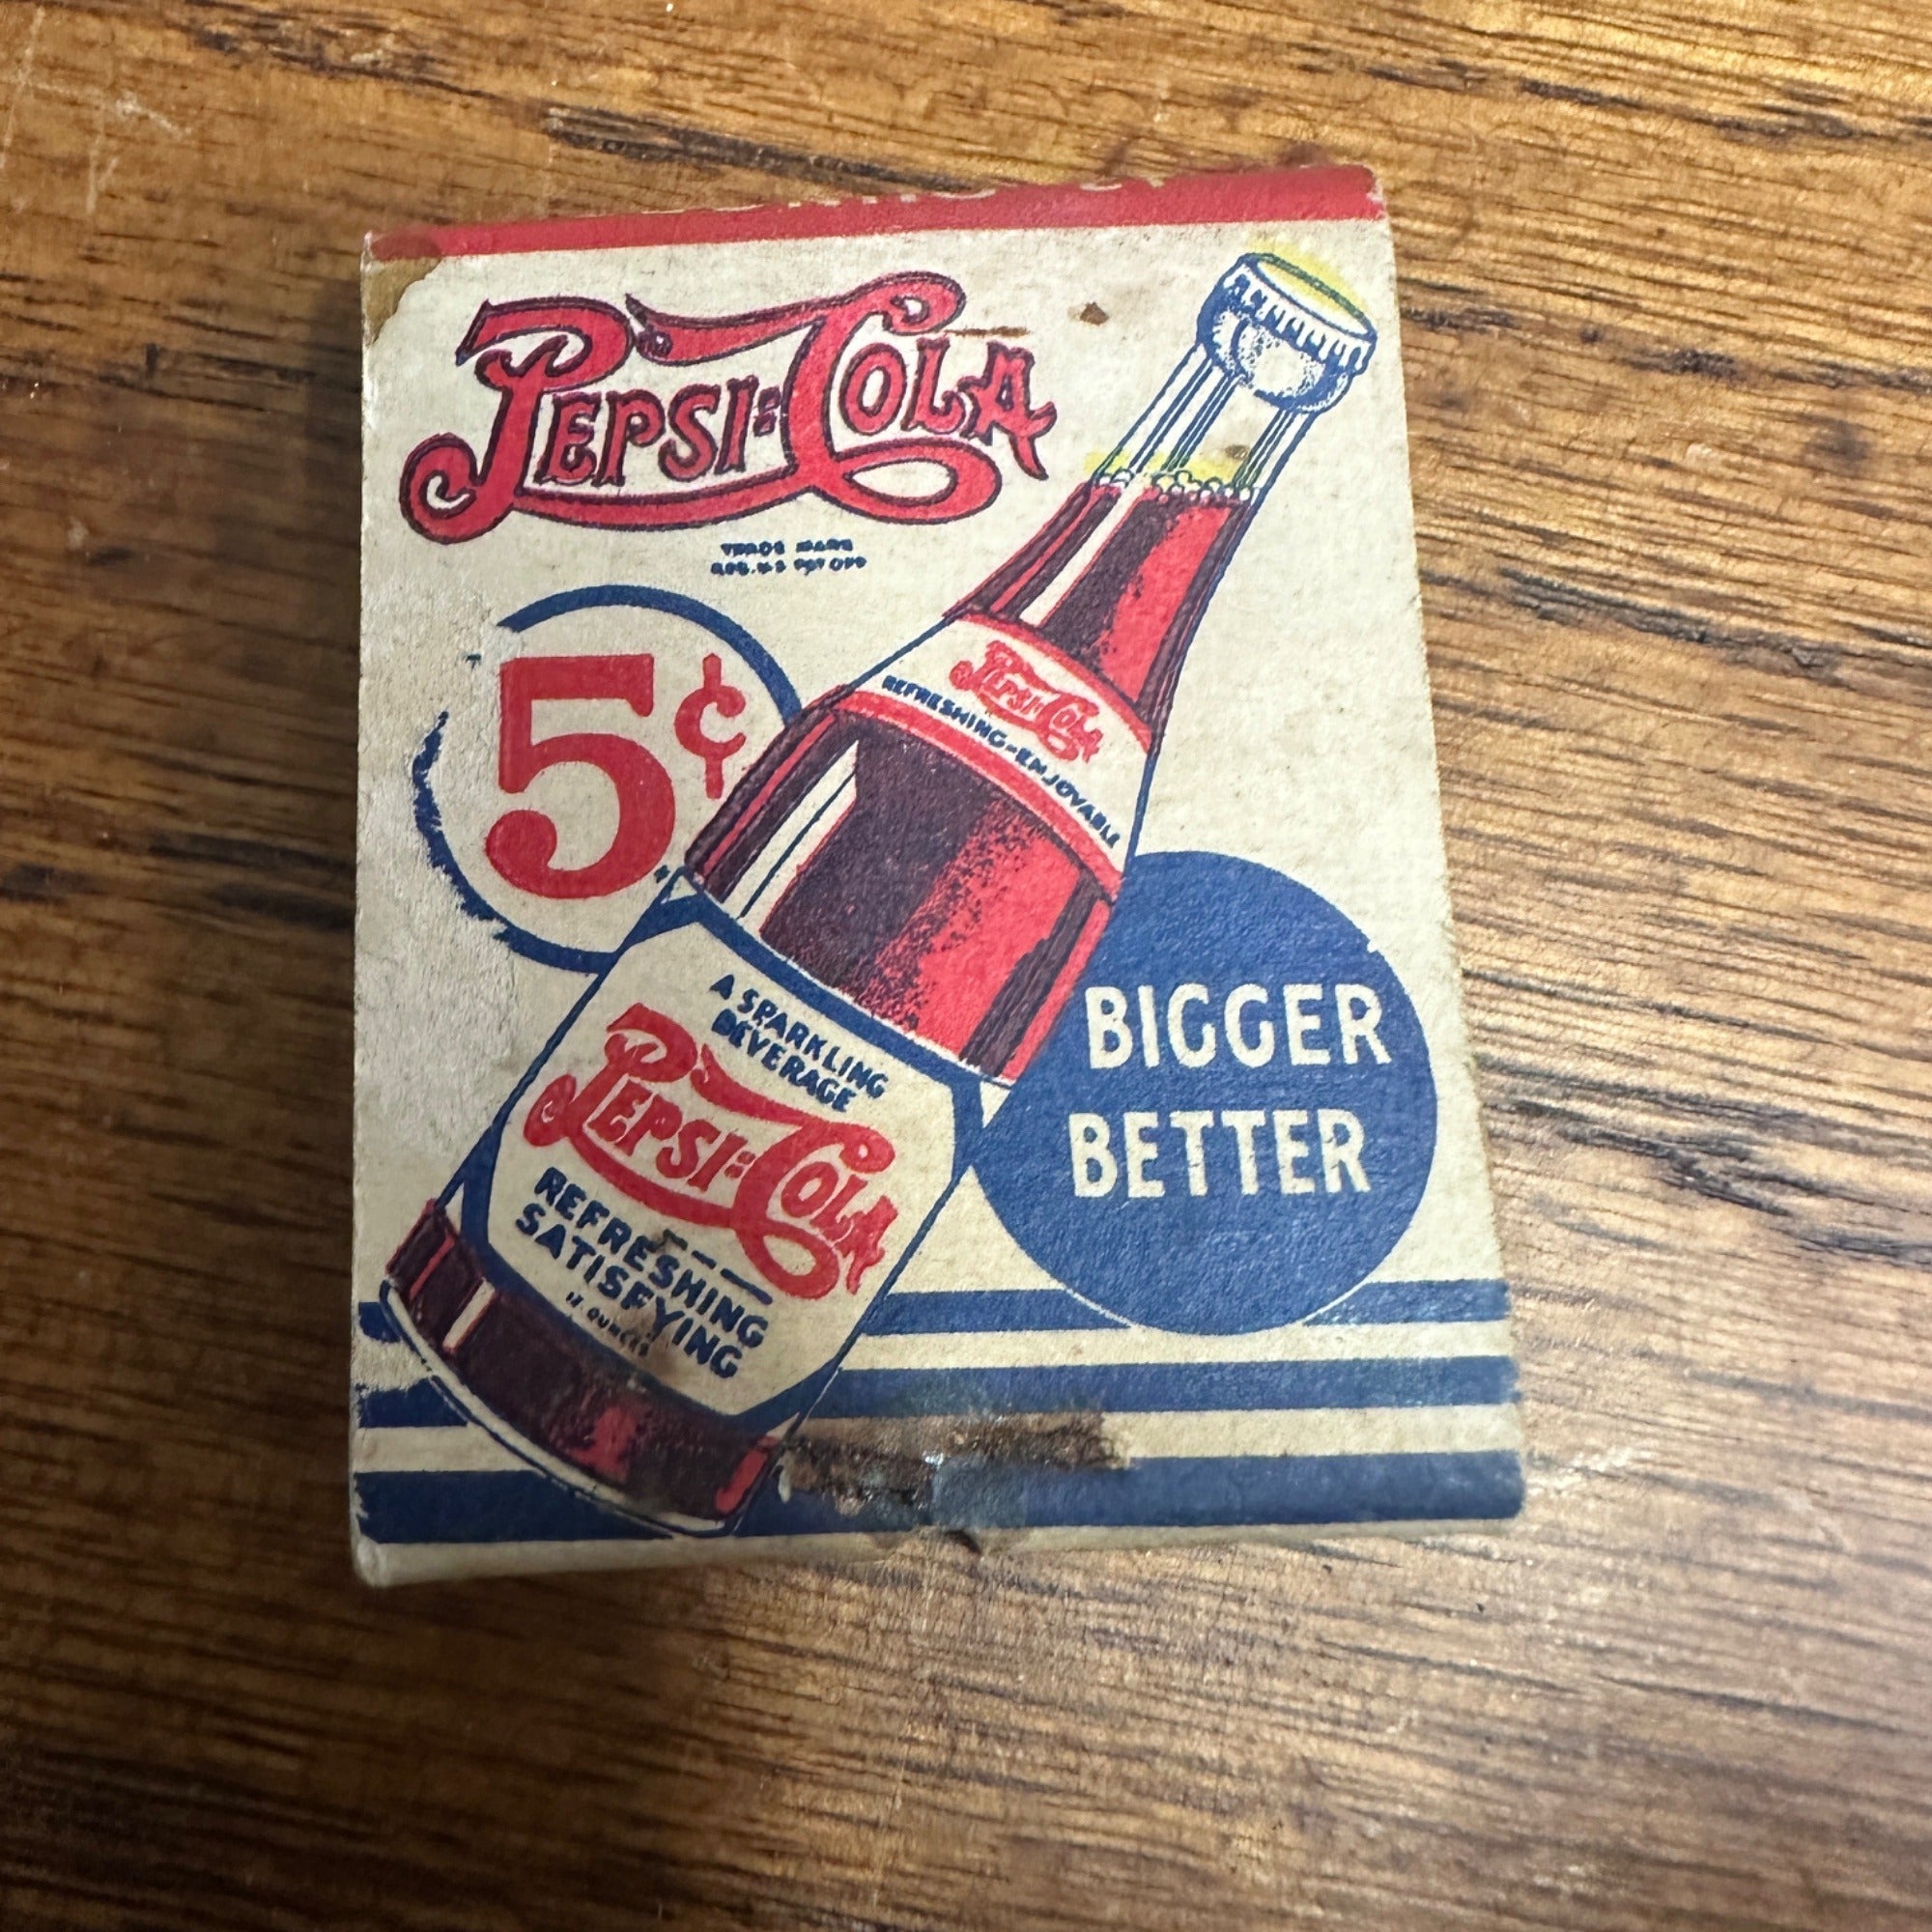 PEPSI=COLA
TRADE MARK
REG. U.S. PAT. OFF.
5¢
PEPSI=COLA
REFRESHING-ENJOYABLE
BIGGER
BETTER
A SPARKLING
BEVERAGE
PEPSI=COLA
REFRESHING
SATISFYING
12 OUNCES